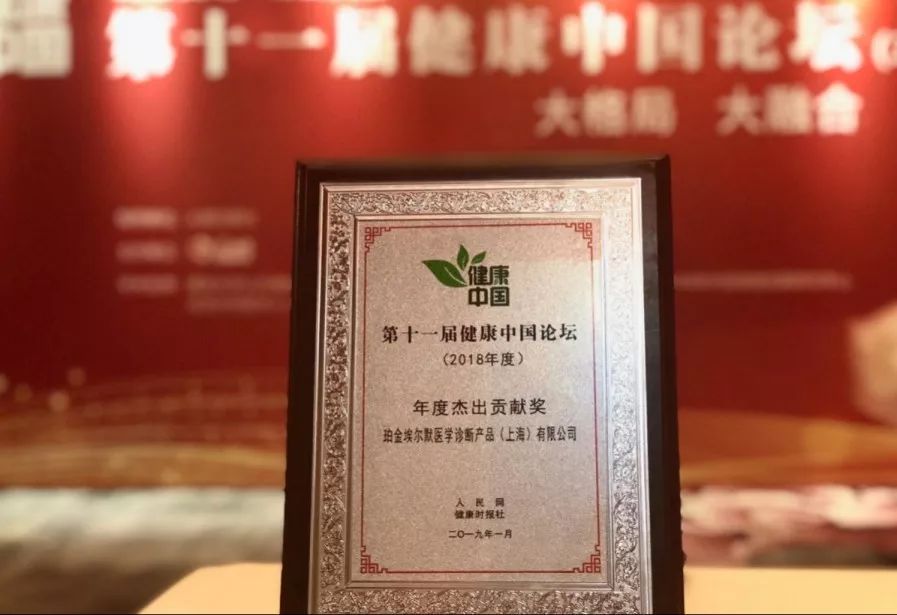 第十一届健康中国论坛
大格局 大融合
健康
中国
第十一届健康中国论坛
（2018年度）
年度杰出贡献奖
珀金埃尔默医学诊断产品（上海）有限公司
人民网
健康时报社
二〇一九年一月